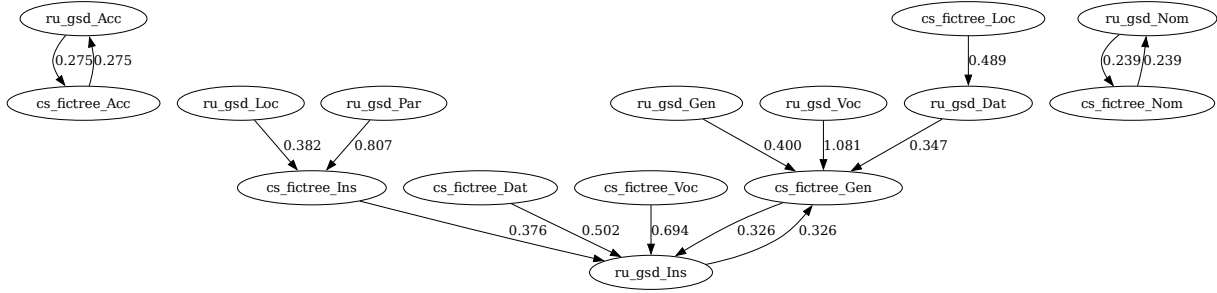 ru_gsd_Acc
cs_fictree_Loc
ru_gsd_Nom
0.275
0.275
0.489
0.239
0.239
cs_fictree_Acc
ru_gsd_Loc
ru_gsd_Par
ru_gsd_Gen
ru_gsd_Voc
ru_gsd_Dat
cs_fictree_Nom
0.382
0.807
0.400
1.081
0.347
cs_fictree_Ins
cs_fictree_Dat
cs_fictree_Voc
cs_fictree_Gen
0.376
0.502
0.694
0.326
0.326
ru_gsd_Ins